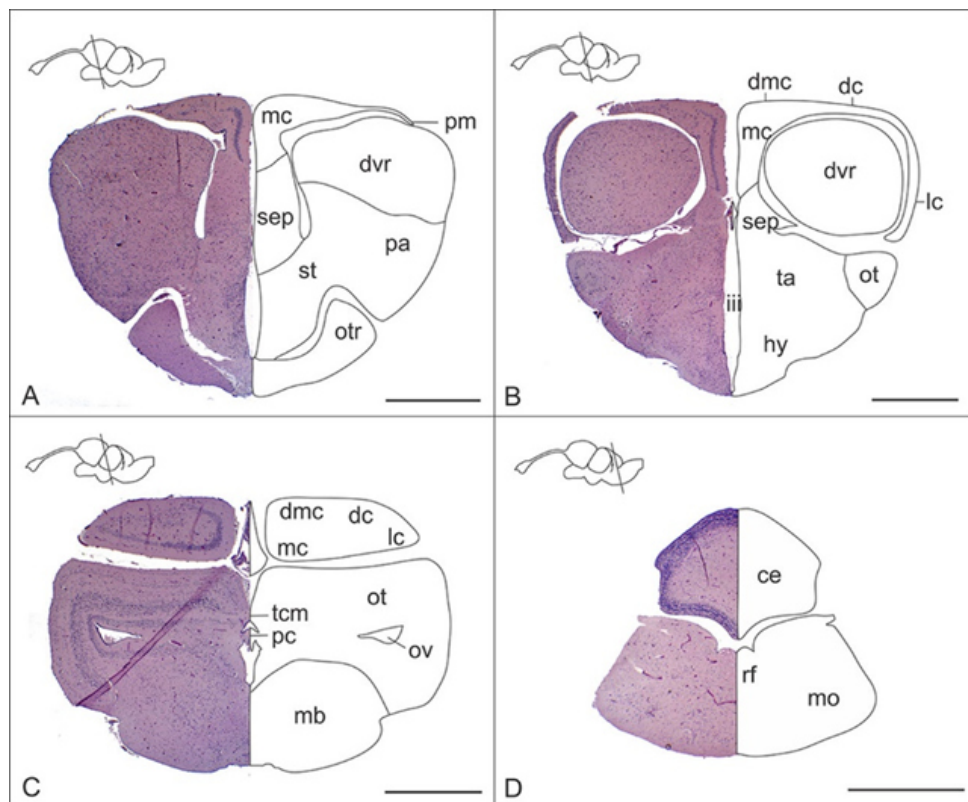 mc
pm
dvr
sep
pa
st
otr
A
dmc
dc
mc
dvr
lc
sep
ta
ot
iii
hy
B
dmc
dc
lc
mc
ot
tcm
pc
ov
mb
C
ce
rf
mo
D